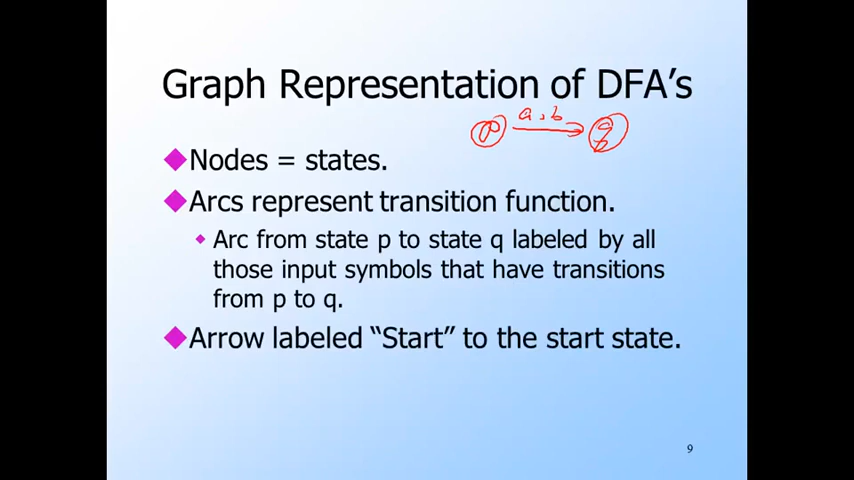 Graph Representation of DFA's
p a, b q
Nodes = states.
Arcs represent transition function.
Arc from state p to state q labeled by all
those input symbols that have transitions
from p to q.
Arrow labeled “Start” to the start state.
9